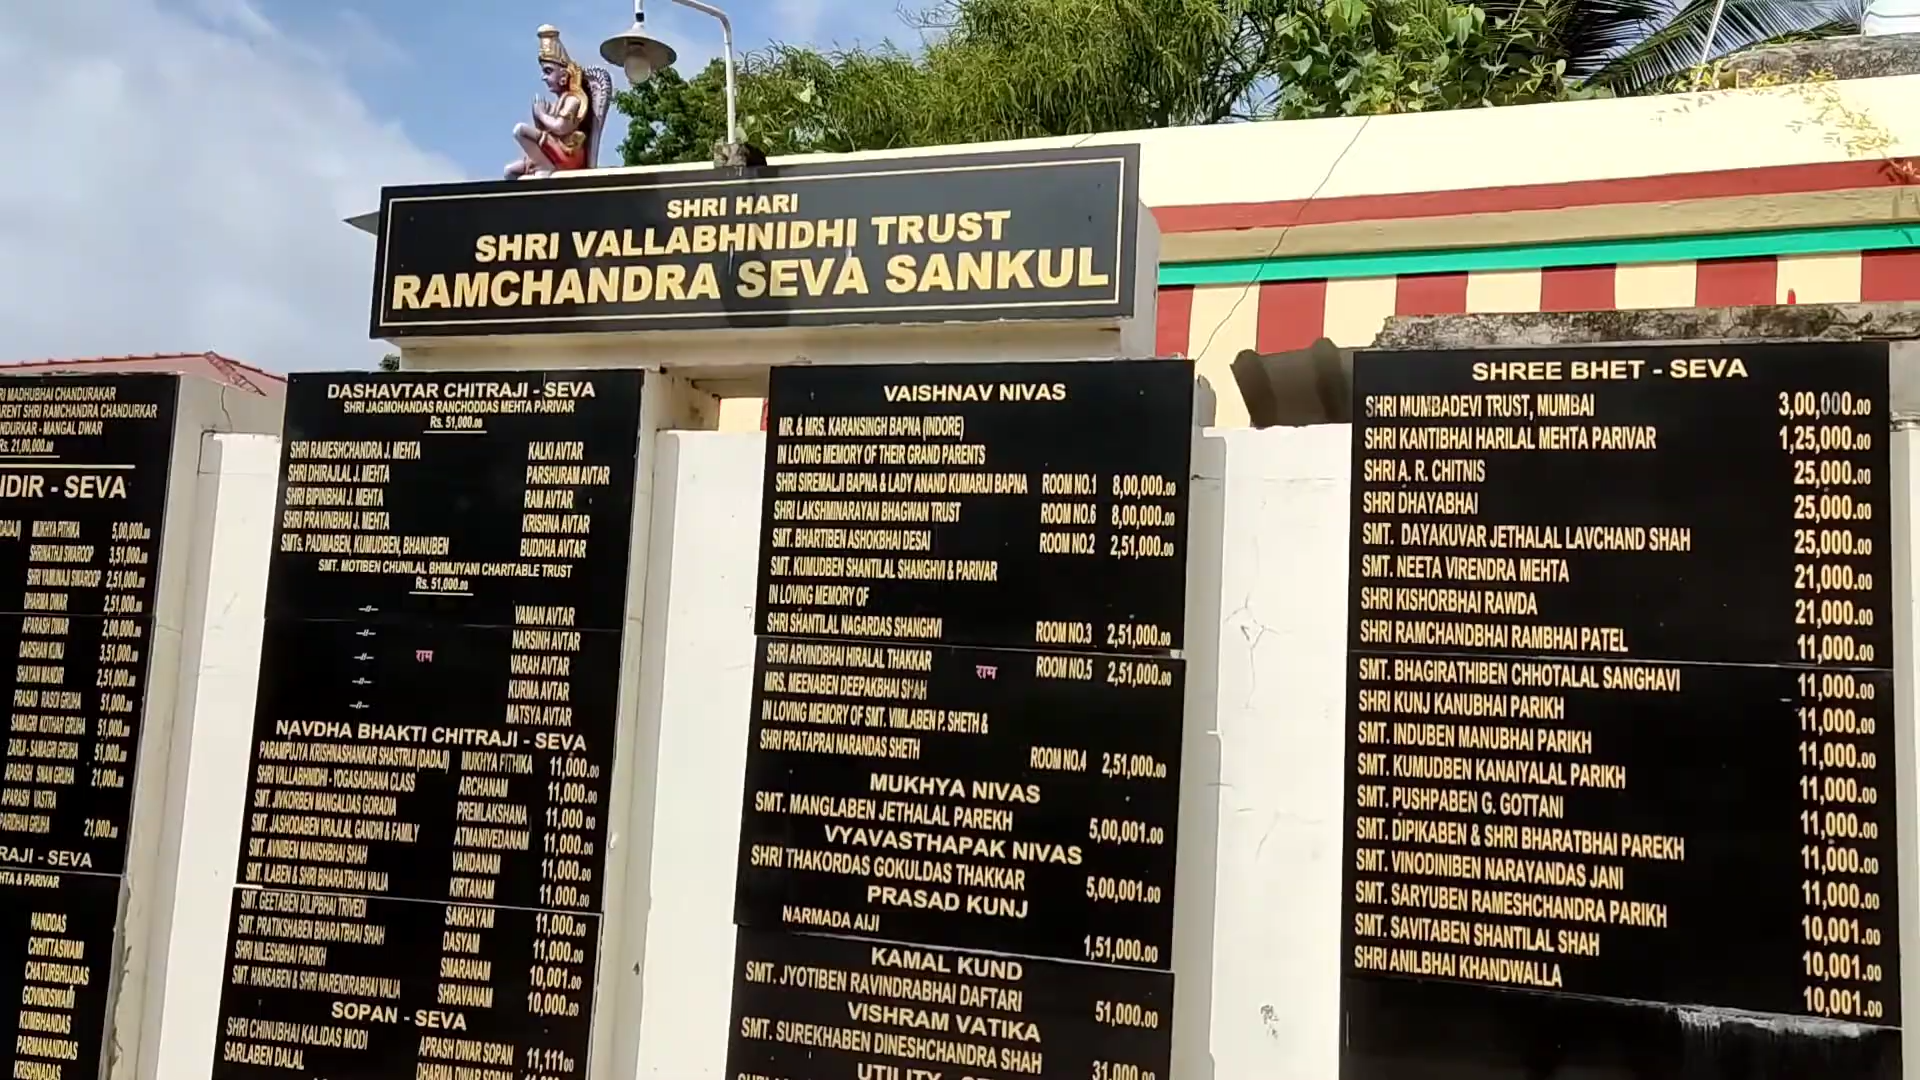 SHRI HARI
SHRI VALLABHNIDHI TRUST
RAMCHANDRA SEVA SANKUL
RI MADHUBHAI CHANDURAKAR
ARENT SHRI RAMCHANDRA CHANDURKAR
NDURKAR - MANGAL DWAR
Rs. 21,00,000.00
NDIR - SEVA
DADAJI) MUKHYA PITHIKA 5,00,000.00
SHRINATHJI SWAROOP 3,51,000.00
SHRI YAMUNAJI SWAROOP 2,51,000.00
DHARMA DWAR 2,51,000.00
APARASH DWAR 2,00,000.00
DARSHAN KUNJ 3,51,000.00
SHAYAN MANDIR 2,51,000.00
PRASAD RASOI GRUHA 51,000.00
SAMAGRI KOTHAR GRUHA 51,000.00
ZARIJI - SAMAGRI GRUHA 51,000.00
APARASH SNAN GRUHA 21,000.00
APARASH VASTRA
PARIDHAN GRUHA 21,000.00
RAJI - SEVA
HTA & PARIVAR
NANDDAS
CHHITTASWAMI
CHATURBHUJDAS
GOVINDSWAMI
KUMBHANDAS
PARMANANDDAS
KRISHNADAS
DASHAVTAR CHITRAJI - SEVA
SHRI JAGMOHANDAS RANCHODDAS MEHTA PARIVAR
Rs. 51,000.00
SHRI RAMESHCHANDRA J. MEHTA KALKI AVTAR
SHRI DHIRAJLAL J. MEHTA PARSHURAM AVTAR
SHRI BIPINBHAI J. MEHTA RAM AVTAR
SHRI PRAVINBHAI J. MEHTA KRISHNA AVTAR
SMTs. PADMABEN, KUMUDBEN, BHANUBEN BUDDHA AVTAR
SMT. MOTIBEN CHUNILAL BHIMJIYANI CHARITABLE TRUST
Rs. 51,000.00
-//- VAMAN AVTAR
-//- NARSINH AVTAR
-//- राम VARAH AVTAR
-//- KURMA AVTAR
-//- MATSYA AVTAR
NAVDHA BHAKTI CHITRAJI - SEVA
PARAMPUJYA KRISHNASHANKAR SHASTRIJI (DADAJI) MUKHYA PITHIKA 11,000.00
SHRI VALLABHNIDHI - YOGASADHANA CLASS ARCHANAM 11,000.00
SMT. JIVKORBEN MANGALDAS GORADIA PREMLAKSHANA 11,000.00
SMT. JASHODABEN VRAJLAL GANDHI & FAMILY ATMANIVEDANAM 11,000.00
SMT. AVNIBEN MANISHBHAI SHAH VANDANAM 11,000.00
SMT. ILABEN & SHRI BHARATBHAI VALIA KIRTANAM 11,000.00
SMT. GEETABEN DILIPBHAI TRIVEDI SAKHAYAM 11,000.00
SMT. PRATIKSHABEN BHARATBHAI SHAH DASYAM 11,000.00
SHRI NILESHBHAI PARIKH SMARANAM 10,001.00
SMT. HANSABEN & SHRI NARENDRABHAI VALIA SHRAVANAM 10,000.00
SOPAN - SEVA
SHRI CHINUBHAI KALIDAS MODI APRASH DWAR SOPAN 11,111.00
SARLABEN DALAL DHARMA DWAR SOPAN
VAISHNAV NIVAS
MR. & MRS. KARANSINGH BAPNA (INDORE)
IN LOVING MEMORY OF THEIR GRAND PARENTS
SHRI SIREMALJI BAPNA & LADY ANAND KUMARIJI BAPNA ROOM NO.1 8,00,000.00
SHRI LAKSHMINARAYAN BHAGWAN TRUST ROOM NO.6 8,00,000.00
SMT. BHARTIBEN ASHOKBHAI DESAI ROOM NO.2 2,51,000.00
SMT. KUMUDBEN SHANTILAL SHANGHVI & PARIVAR
IN LOVING MEMORY OF
SHRI SHANTILAL NAGARDAS SHANGHVI ROOM NO.3 2,51,000.00
SHRI ARVINDBHAI HIRALAL THAKKAR राम ROOM NO.5 2,51,000.00
MRS. MEENABEN DEEPAKBHAI SHAH
IN LOVING MEMORY OF SMT. VIMLABEN P. SHETH &
SHRI PRATAPRAI NARANDAS SHETH ROOM NO.4 2,51,000.00
MUKHYA NIVAS
SMT. MANGLABEN JETHALAL PAREKH 5,00,001.00
VYAVASTHAPAK NIVAS
SHRI THAKORDAS GOKULDAS THAKKAR 5,00,001.00
PRASAD KUNJ
NARMADA AIJI 1,51,000.00
KAMAL KUND
SMT. JYOTIBEN RAVINDRABHAI DAFTARI 51,000.00
VISHRAM VATIKA
SMT. SUREKHABEN DINESHCHANDRA SHAH 31,000.00
UTILITY
SHREE BHET - SEVA
SHRI MUMBADEVI TRUST, MUMBAI 3,00,000.00
SHRI KANTIBHAI HARILAL MEHTA PARIVAR 1,25,000.00
SHRI A. R. CHITNIS 25,000.00
SHRI DHAYABHAI 25,000.00
SMT. DAYAKUVAR JETHALAL LAVCHAND SHAH 25,000.00
SMT. NEETA VIRENDRA MEHTA 21,000.00
SHRI KISHORBHAI RAWDA 21,000.00
SHRI RAMCHANDBHAI RAMBHAI PATEL 11,000.00
SMT. BHAGIRATHIBEN CHHOTALAL SANGHAVI 11,000.00
SHRI KUNJ KANUBHAI PARIKH 11,000.00
SMT. INDUBEN MANUBHAI PARIKH 11,000.00
SMT. KUMUDBEN KANAIYALAL PARIKH 11,000.00
SMT. PUSHPABEN G. GOTTANI 11,000.00
SMT. DIPIKABEN & SHRI BHARATBHAI PAREKH 11,000.00
SMT. VINODINIBEN NARAYANDAS JANI 11,000.00
SMT. SARYUBEN RAMESHCHANDRA PARIKH 10,001.00
SMT. SAVITABEN SHANTILAL SHAH 10,001.00
SHRI ANILBHAI KHANDWALLA 10,001.00